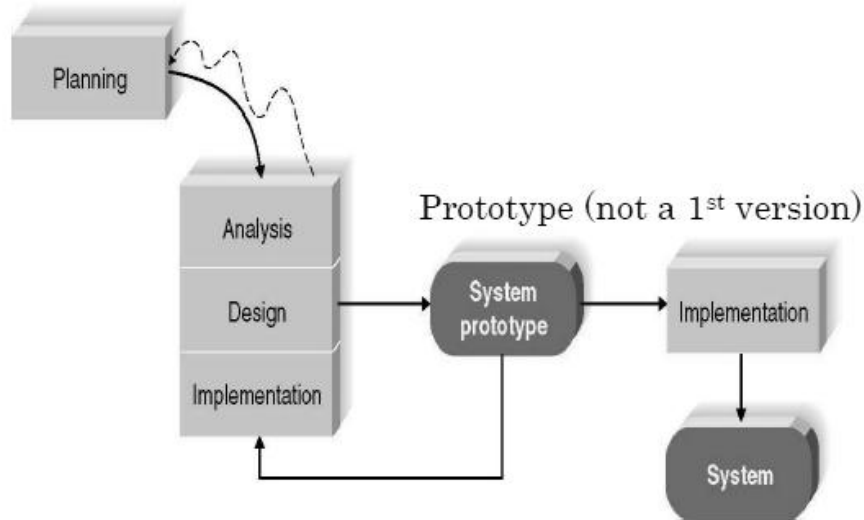 Planning
Analysis
Design
Implementation
Prototype (not a 1st version)
System
prototype
Implementation
System